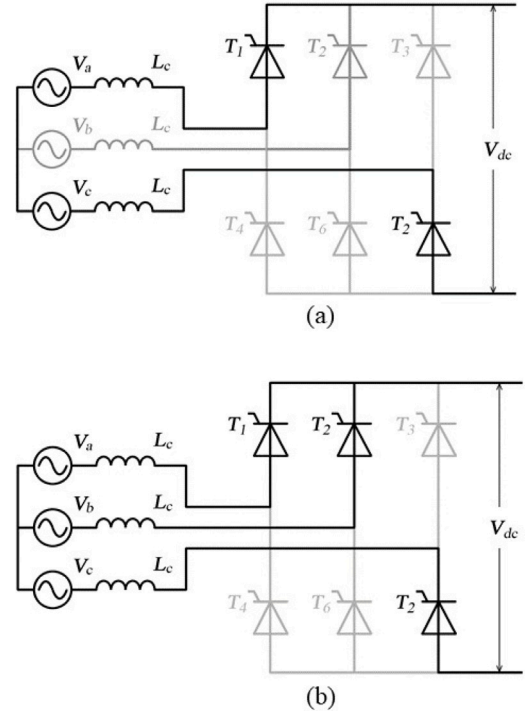 T1 T2 T3
Va Lc
Vb Lc
Vc Lc
Vdc
T4 T6 T2
(a)
T1 T2 T3
Va Lc
Vb Lc
Vc Lc
Vdc
T4 T6 T2
(b)